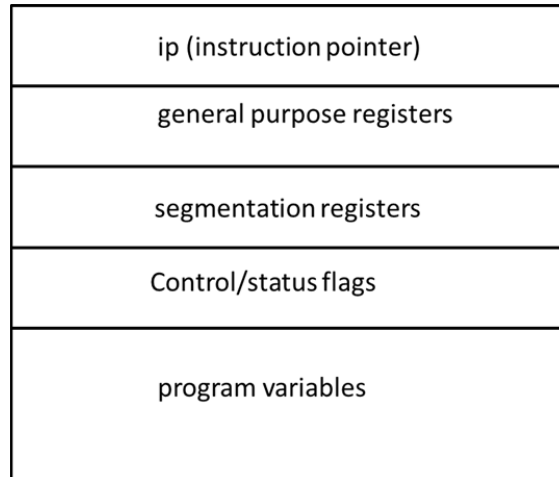 ip (instruction pointer)
general purpose registers
segmentation registers
Control/status flags
program variables